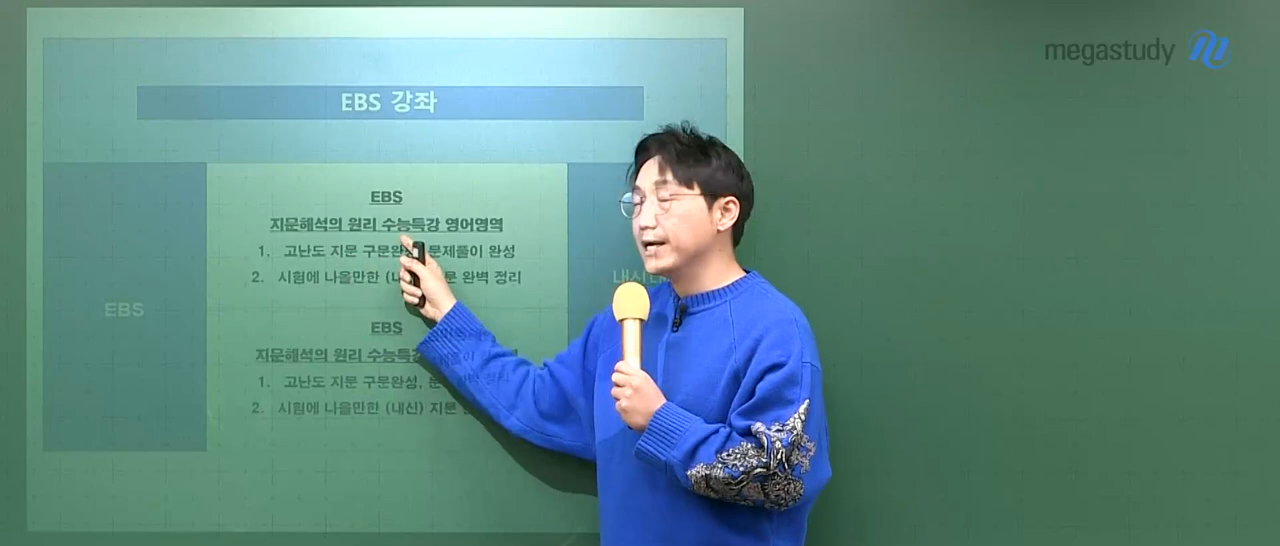 megastudy
EBS 강좌
EBS
지문해석의 원리 수능특강 영어영역
1. 고난도 지문 구문완 문제풀이 완성
2. 시험에 나올만한 (내 문 완벽 정리
EBS
내신
EBS
지문해석의 원리 수능특강
1. 고난도 지문 구문완성,
2. 시험에 나올만한 (내신) 지문